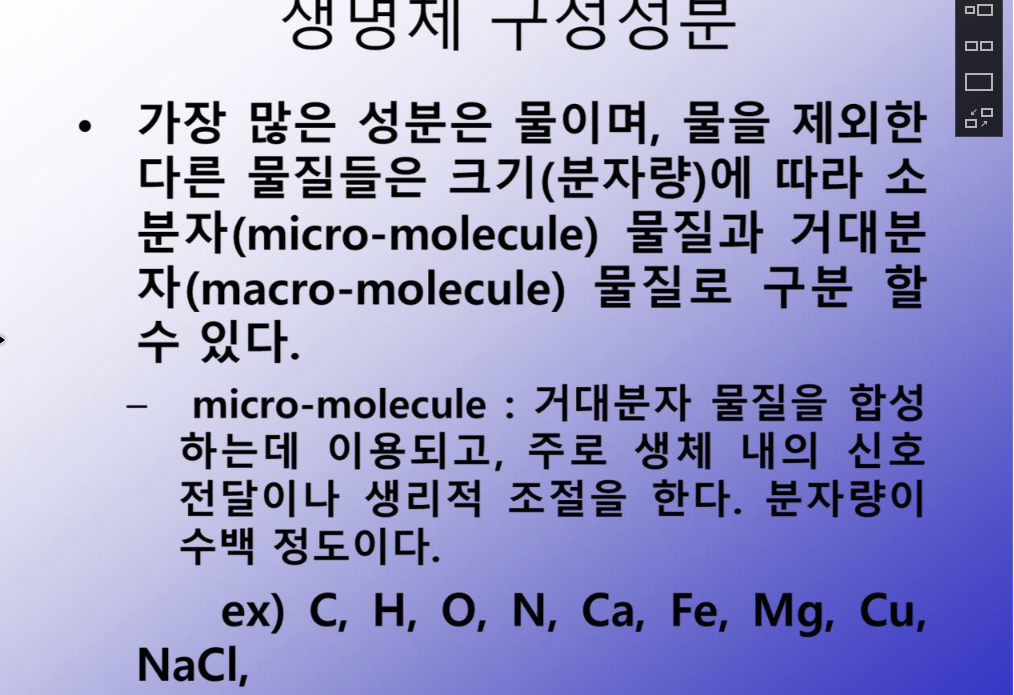 생명체 구성성분
• 가장 많은 성분은 물이며, 물을 제외한
다른 물질들은 크기(분자량)에 따라 소
분자(micro-molecule) 물질과 거대분
자(macro-molecule) 물질로 구분 할
수 있다.
– micro-molecule : 거대분자 물질을 합성
하는데 이용되고, 주로 생체 내의 신호
전달이나 생리적 조절을 한다. 분자량이
수백 정도이다.
ex) C, H, O, N, Ca, Fe, Mg, Cu,
NaCl,